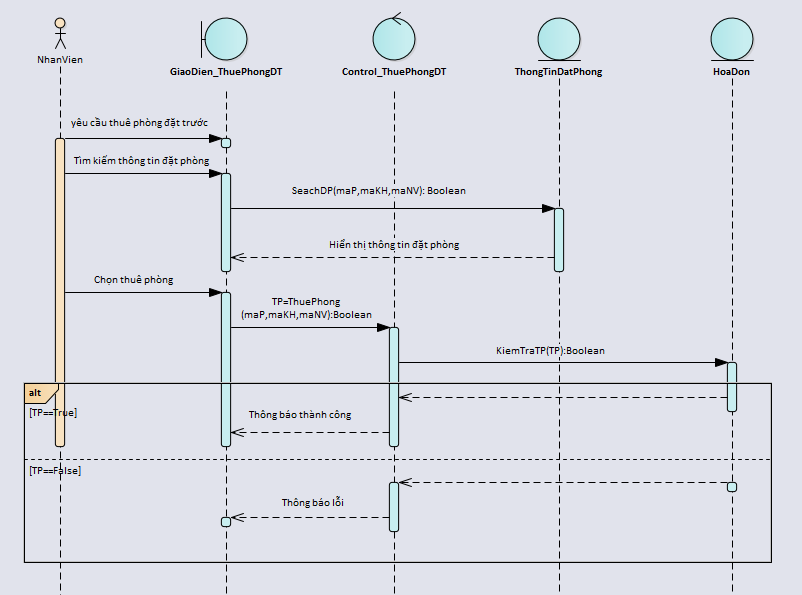 NhanVien
GiaoDien_ThuePhongDT
Control_ThuePhongDT
ThongTinDatPhong
HoaDon
yêu cầu thuê phòng đặt trước
Tìm kiếm thông tin đặt phòng
SeachDP(maP,maKH,maNV): Boolean
Hiển thị thông tin đặt phòng
Chọn thuê phòng
TP=ThuePhong
(maP,maKH,maNV):Boolean
KiemTraTP(TP):Boolean
alt
[TP==True]
Thông báo thành công
[TP==False]
Thông báo lỗi